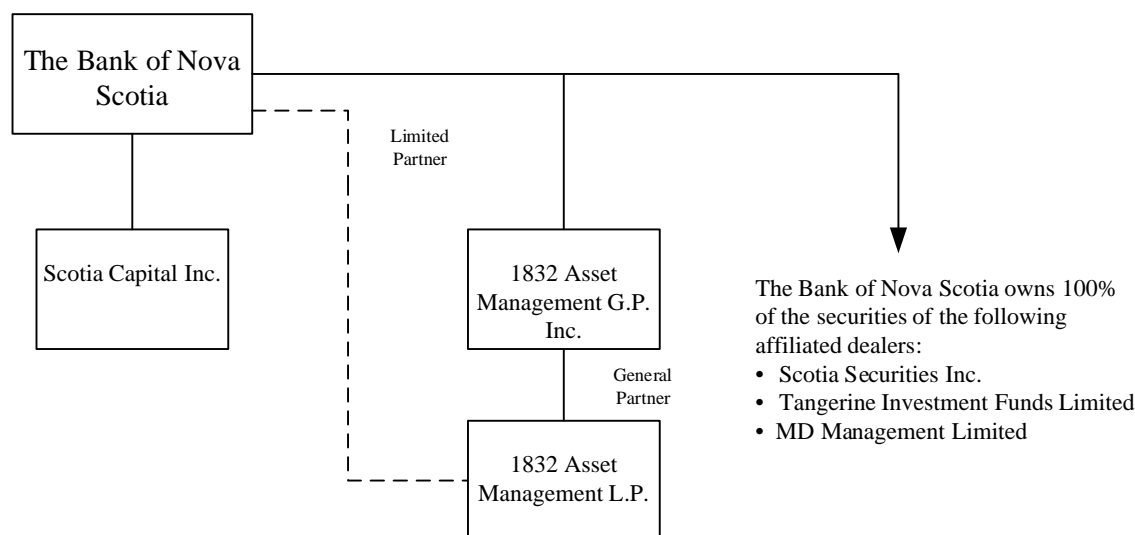 The Bank of Nova
Scotia
Limited
Partner
Scotia Capital Inc.
1832 Asset
Management G.P.
Inc.
General
Partner
1832 Asset
Management L.P.
The Bank of Nova Scotia owns 100%
of the securities of the following
affiliated dealers:
• Scotia Securities Inc.
• Tangerine Investment Funds Limited
• MD Management Limited